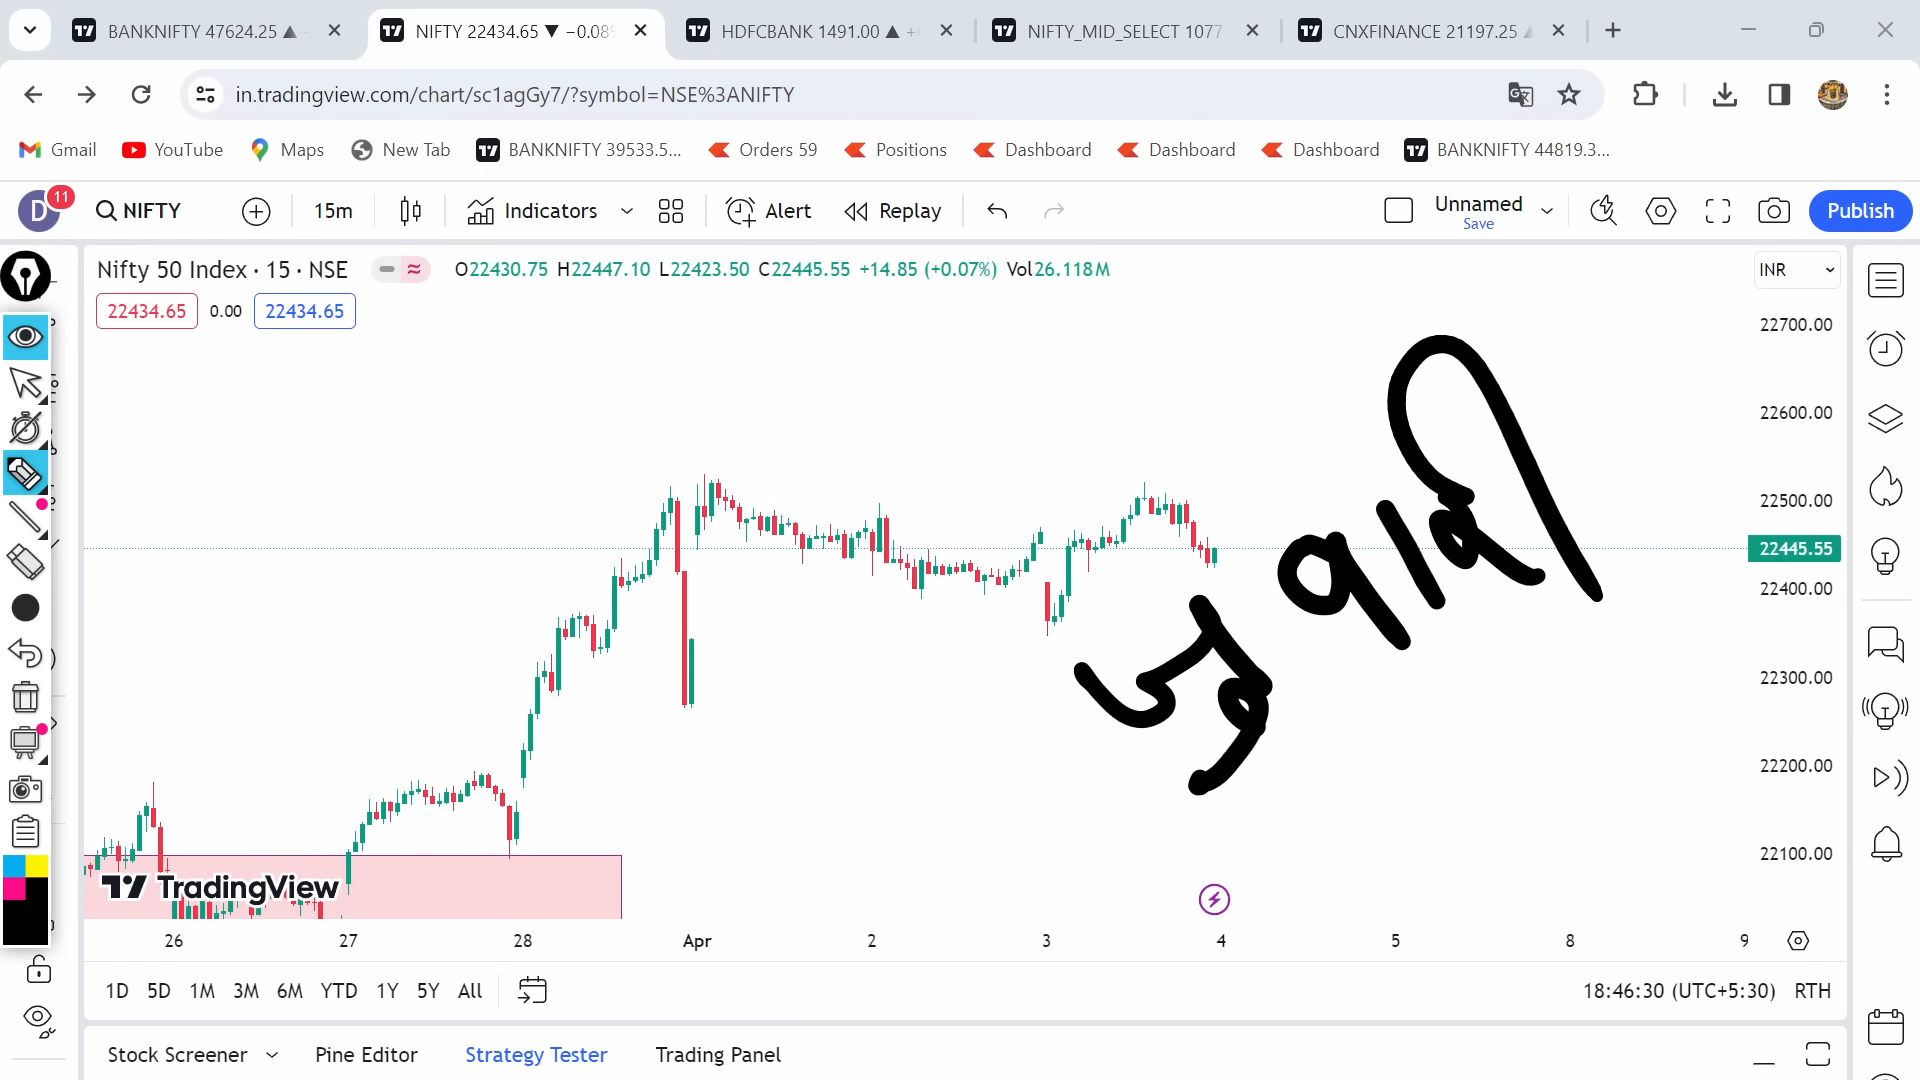 BANKNIFTY 47624.25 ▲
NIFTY 22434.65 ▼ −0.08
HDFCBANK 1491.00 ▲ +
NIFTY_MID_SELECT 1077
CNXFINANCE 21197.25
in.tradingview.com/chart/sc1agGy7/?symbol=NSE%3ANIFTY
Gmail YouTube Maps New Tab BANKNIFTY 39533.5... Orders 59 Positions Dashboard Dashboard Dashboard BANKNIFTY 44819.3...
D 11 NIFTY 15m Indicators Alert Replay Unnamed Save Publish
Nifty 50 Index · 15 · NSE O22430.75 H22447.10 L22423.50 C22445.55 +14.85 (+0.07%) Vol26.118M INR
22434.65 0.00 22434.65
22700.00
22600.00
22500.00
22445.55
22400.00
22300.00
22200.00
22100.00
TradingView
26 27 28 Apr 2 3 4 5 8 9
1D 5D 1M 3M 6M YTD 1Y 5Y All 18:46:30 (UTC+5:30) RTH
Stock Screener Pine Editor Strategy Tester Trading Panel